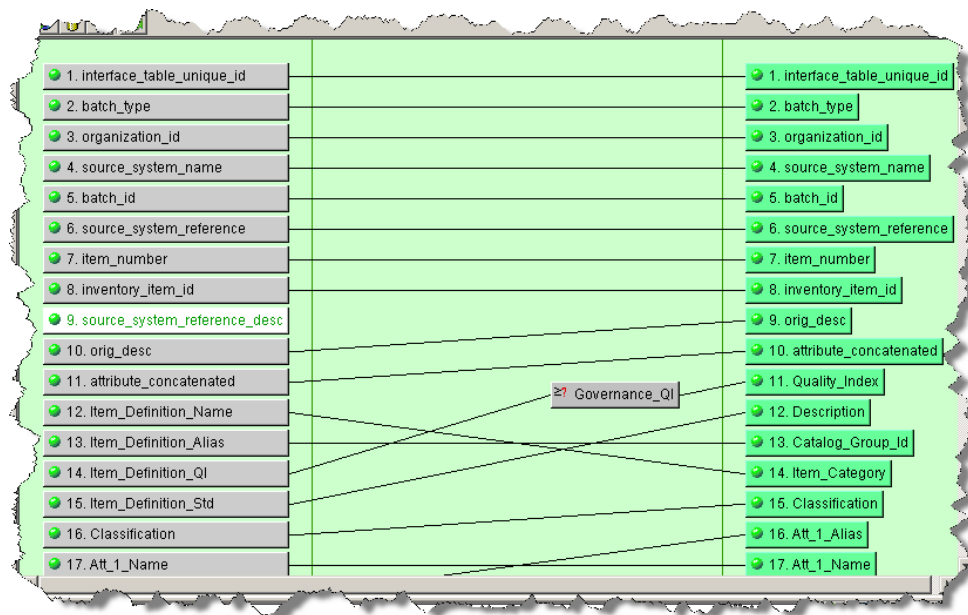 1. interface_table_unique_id
2. batch_type
3. organization_id
4. source_system_name
5. batch_id
6. source_system_reference
7. item_number
8. inventory_item_id
9. source_system_reference_desc
10. orig_desc
11. attribute_concatenated
12. Item_Definition_Name
13. Item_Definition_Alias
14. Item_Definition_QI
15. Item_Definition_Std
16. Classification
17. Att_1_Name
≥? Governance_QI
1. interface_table_unique_id
2. batch_type
3. organization_id
4. source_system_name
5. batch_id
6. source_system_reference
7. item_number
8. inventory_item_id
9. orig_desc
10. attribute_concatenated
11. Quality_Index
12. Description
13. Catalog_Group_Id
14. Item_Category
15. Classification
16. Att_1_Alias
17. Att_1_Name